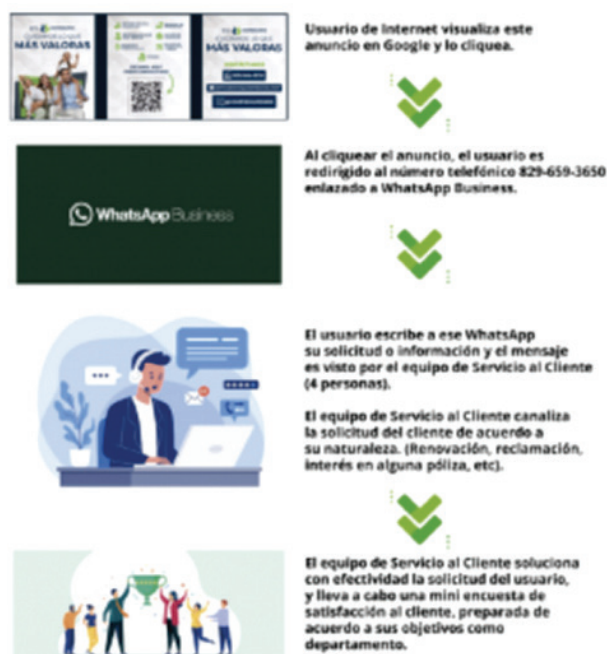 MÁS VALORAS
MÁS VALORAS
Usuario de Internet visualiza este
anuncio en Google y lo cliquea.
Al cliquear el anuncio, el usuario es
redirigido al número telefónico 829-659-3650
enlazado a WhatsApp Business.
WhatsApp Business
El usuario escribe a ese WhatsApp
su solicitud o información y el mensaje
es visto por el equipo de Servicio al Cliente
(4 personas).
El equipo de Servicio al Cliente canaliza
la solicitud del cliente de acuerdo a
su naturaleza. (Renovación, reclamación,
interés en alguna póliza, etc).
El equipo de Servicio al Cliente soluciona
con efectividad la solicitud del usuario,
y lleva a cabo una mini encuesta de
satisfacción al cliente, preparada de
acuerdo a sus objetivos como
departamento.